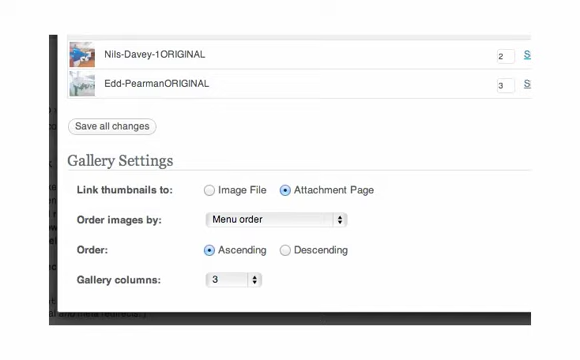 Nils-Davey-1ORIGINAL 2 S
Edd-PearmanORIGINAL 3 S
Save all changes
Gallery Settings
Link thumbnails to: Image File Attachment Page
Order images by: Menu order
Order: Ascending Descending
Gallery columns: 3